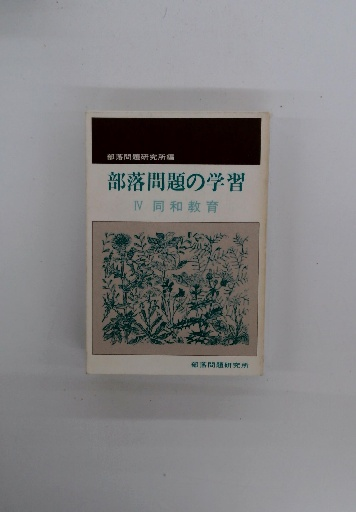 部落問題研究所編
部落問題の学習
Ⅳ 同和教育
部落問題研究所